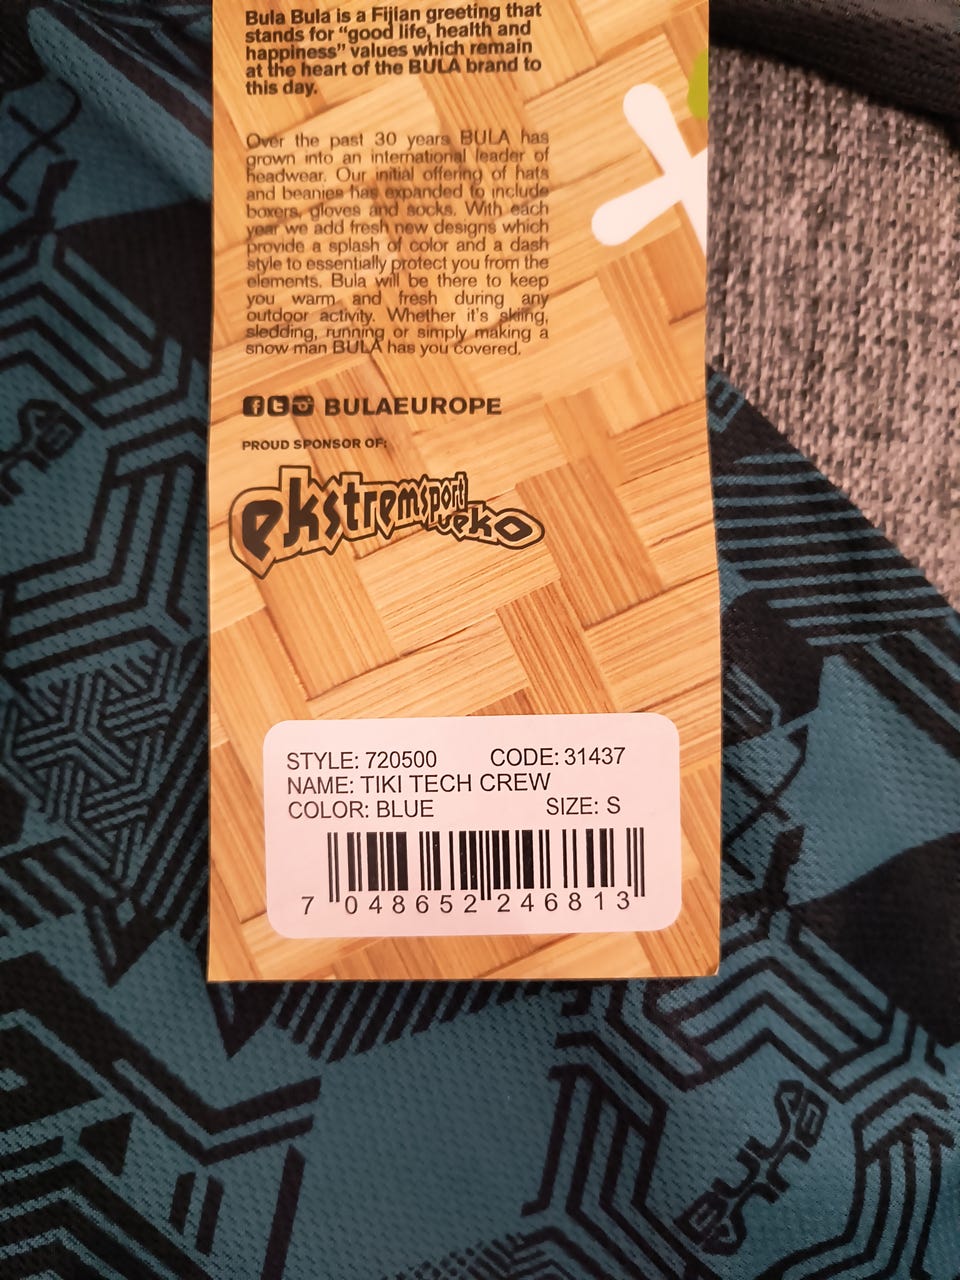 Bula Bula is a Fijian greeting that
stands for “good life, health and
happiness” values which remain
at the heart of the BULA brand to
this day.
Over the past 30 years BULA has
grown into an international leader of
headwear. Our initial offering of hats
and beanies has expanded to include
boxers, gloves and socks. With each
year we add fresh new designs which
provide a splash of color and a dash
style to essentially protect you from the
elements. Bula will be there to keep
you warm and fresh during any
outdoor activity. Whether it's skiing,
sledding, running or simply making a
snow man BULA has you covered.
BULAEUROPE
PROUD SPONSOR OF:
ekstremsport
veko
STYLE: 720500 CODE: 31437
NAME: TIKI TECH CREW
COLOR: BLUE SIZE: S
7 048652 246813
BULA